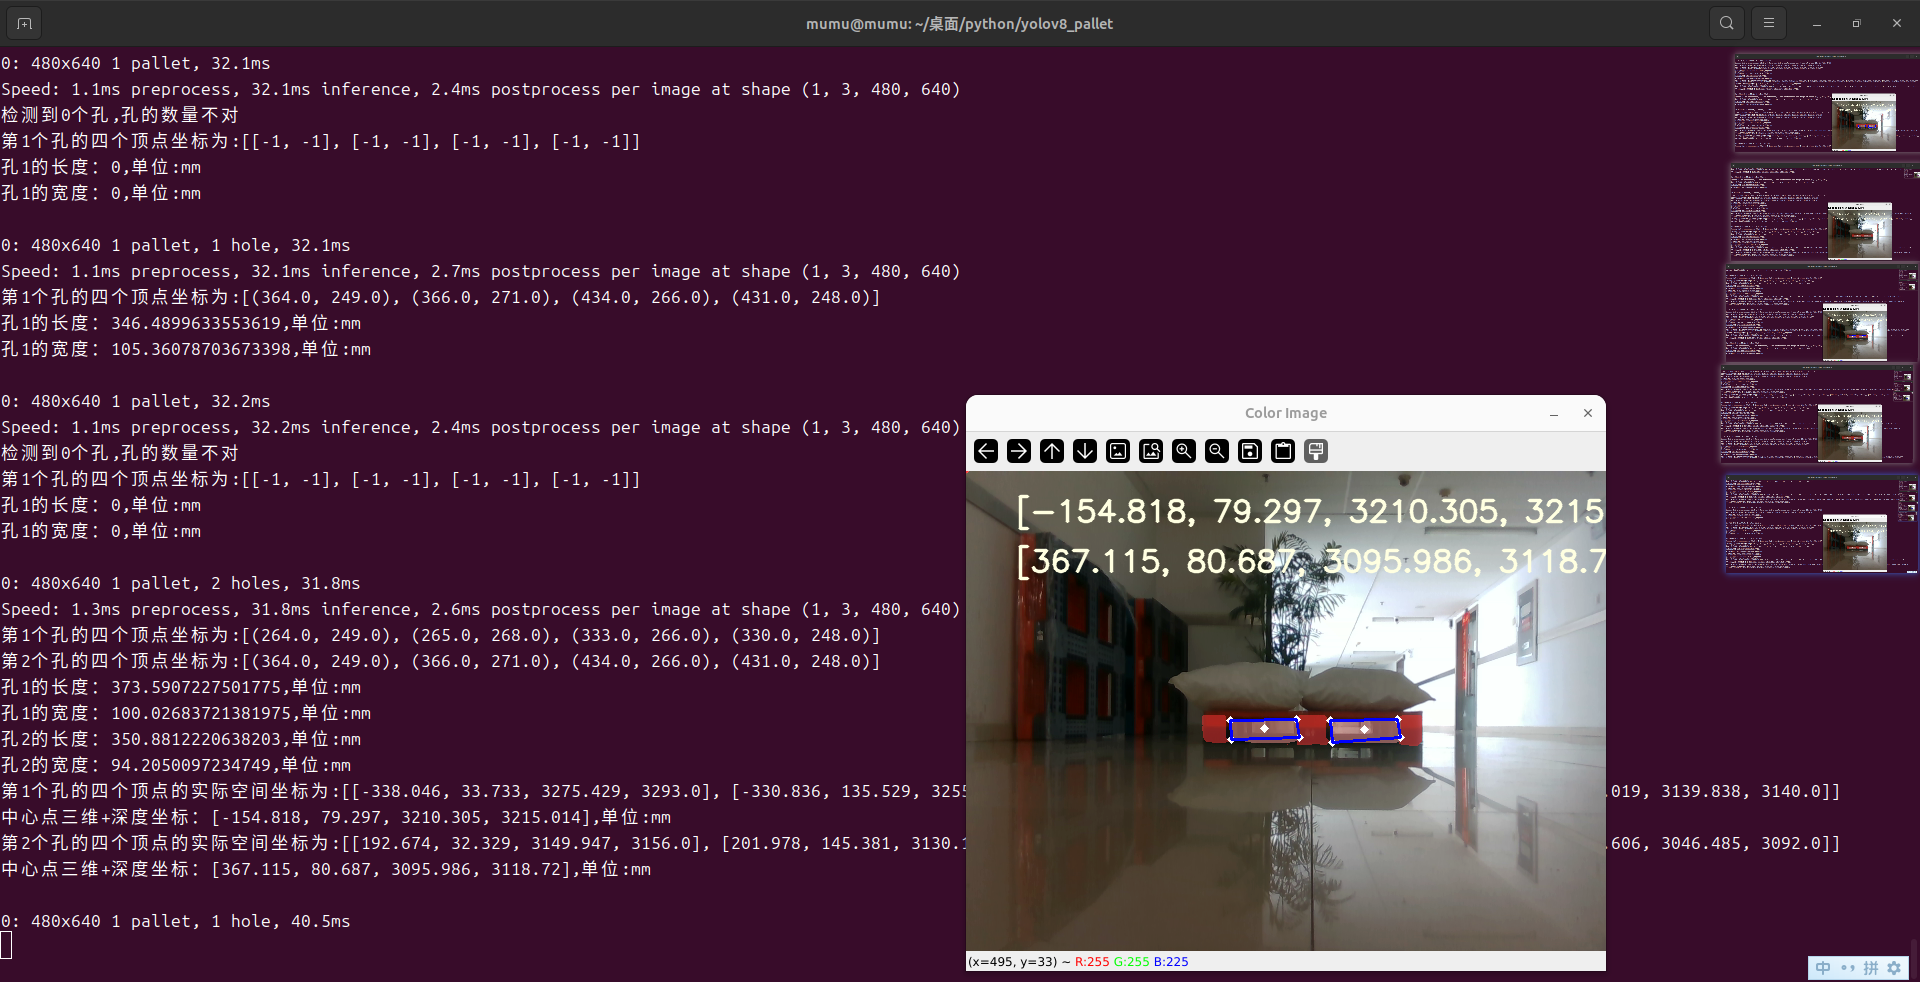 mumu@mumu: ~/桌面/python/yolov8_pallet
0: 480x640 1 pallet, 32.1ms
Speed: 1.1ms preprocess, 32.1ms inference, 2.4ms postprocess per image at shape (1, 3, 480, 640)
检测到0个孔,孔的数量不对
第1个孔的四个顶点坐标为:[[-1, -1], [-1, -1], [-1, -1], [-1, -1]]
孔1的长度: 0,单位:mm
孔1的宽度: 0,单位:mm
0: 480x640 1 pallet, 1 hole, 32.1ms
Speed: 1.1ms preprocess, 32.1ms inference, 2.7ms postprocess per image at shape (1, 3, 480, 640)
第1个孔的四个顶点坐标为:[(364.0, 249.0), (366.0, 271.0), (434.0, 266.0), (431.0, 248.0)]
孔1的长度: 346.4899633553619,单位:mm
孔1的宽度: 105.36078703673398,单位:mm
0: 480x640 1 pallet, 32.2ms
Speed: 1.1ms preprocess, 32.2ms inference, 2.4ms postprocess per image at shape (1, 3, 480, 640)
检测到0个孔,孔的数量不对
第1个孔的四个顶点坐标为:[[-1, -1], [-1, -1], [-1, -1], [-1, -1]]
孔1的长度: 0,单位:mm
孔1的宽度: 0,单位:mm
0: 480x640 1 pallet, 2 holes, 31.8ms
Speed: 1.3ms preprocess, 31.8ms inference, 2.6ms postprocess per image at shape (1, 3, 480, 640)
第1个孔的四个顶点坐标为:[(264.0, 249.0), (265.0, 268.0), (333.0, 266.0), (330.0, 248.0)]
第2个孔的四个顶点坐标为:[(364.0, 249.0), (366.0, 271.0), (434.0, 266.0), (431.0, 248.0)]
孔1的长度: 373.5907227501775,单位:mm
孔1的宽度: 100.02683721381975,单位:mm
孔2的长度: 350.8812220638203,单位:mm
孔2的宽度: 94.2050097234749,单位:mm
第1个孔的四个顶点的实际空间坐标为:[[-338.046, 33.733, 3275.429, 3293.0], [-330.836, 135.529, 3255 .019, 3139.838, 3140.0]]
中心点三维+深度坐标: [-154.818, 79.297, 3210.305, 3215.014],单位:mm
第2个孔的四个顶点的实际空间坐标为:[[192.674, 32.329, 3149.947, 3156.0], [201.978, 145.381, 3130.1 .606, 3046.485, 3092.0]]
中心点三维+深度坐标: [367.115, 80.687, 3095.986, 3118.72],单位:mm
0: 480x640 1 pallet, 1 hole, 40.5ms
Color Image
[-154.818, 79.297, 3210.305, 3215
[367.115, 80.687, 3095.986, 3118.7
(x=495, y=33) ~ R:255 G:255 B:225
中 拼